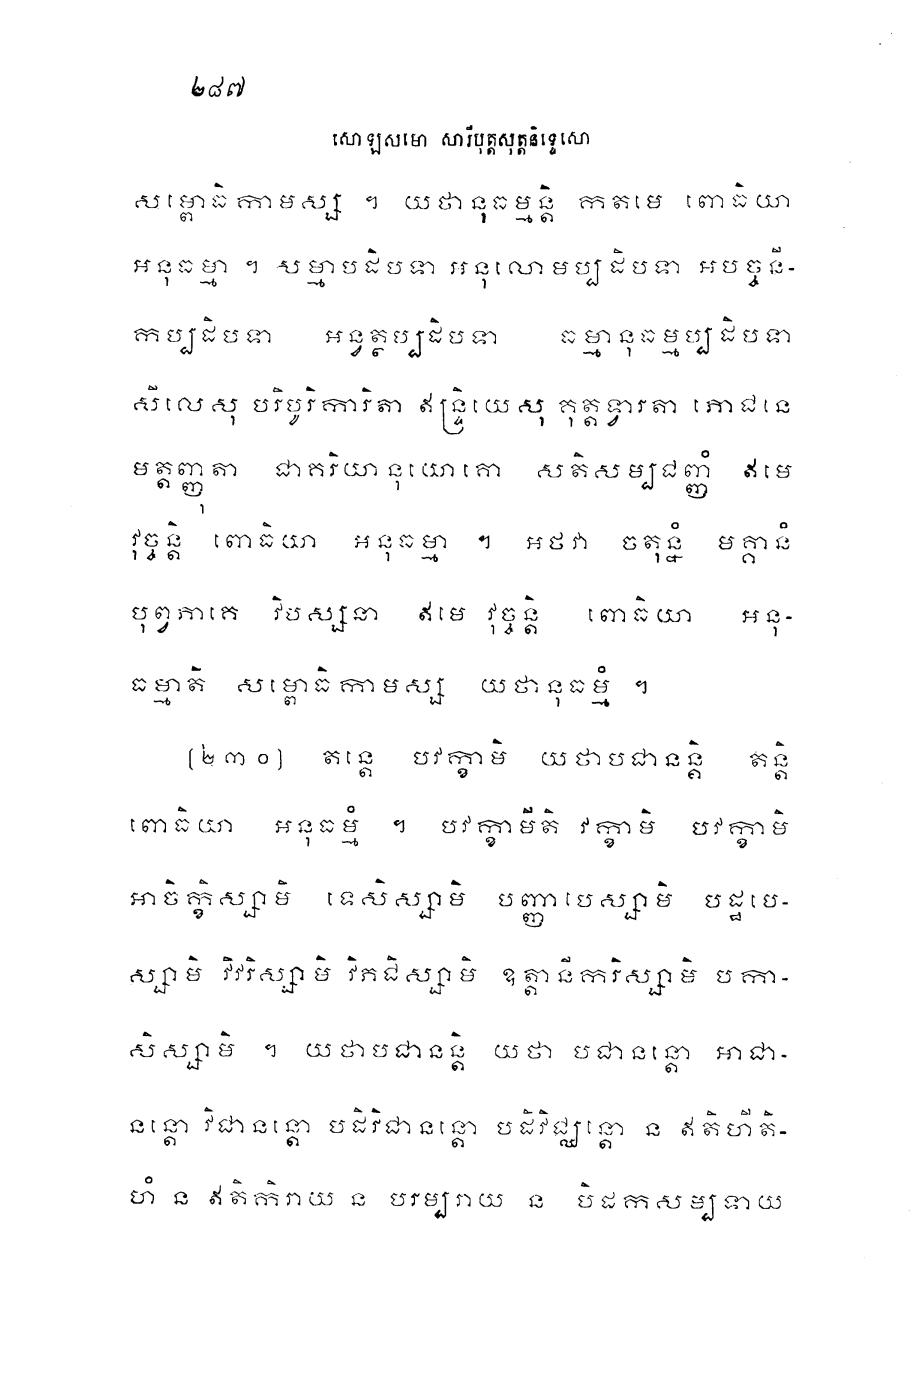 ២៨៧
សោឡសមោ សារីបុត្តសុត្តនិទ្ទេសោ
សម្ពោធិកាមស្ស ។ យថានុធម្មន្តិ កតមេ ពោធិយា
អនុធម្មា ។ សម្មាបដិបទា អនុលោមប្បដិបទា អបច្ចនី-
កប្បដិបទា អន្វត្ថប្បដិបទា ធម្មានុធម្មប្បដិបទា
សីលេសុ បរិបូរិការិតា ឥន្ទ្រិយេសុ គុត្តទ្វារតា ភោជនេ
មត្តញ្ញុតា ជាគរិយានុយោគោ សតិសម្បជញ្ញំ ឥមេ
វុច្ចន្តិ ពោធិយា អនុធម្មា ។ អថវា ចតុន្នំ មគ្គានំ
បុព្វភាគេ វិបស្សនា ឥមេ វុច្ចន្តិ ពោធិយា អនុ-
ធម្មាតិ សម្ពោធិកាមស្ស យថានុធម្មំ ។
(២៣០) តន្តេ បវក្ខាមិ យថាបជានន្តិ តន្តិ
ពោធិយា អនុធម្មំ ។ បវក្ខាមីតិ វក្ខាមិ បវក្ខាមិ
អាចិក្ខិស្សាមិ ទេសិស្សាមិ បញ្ញាបេស្សាមិ បដ្ឋបេ-
ស្សាមិ វិវរិស្សាមិ វិភជិស្សាមិ ឧត្តានីករិស្សាមិ បកា-
សិស្សាមិ ។ យថាបជានន្តិ យថា បជានន្តោ អាជា-
នន្តោ វិជានន្តោ បដិវិជានន្តោ បដិវិជ្ឈន្តោ ន ឥតិហីតិ-
ហំ ន ឥតិកិរាយ ន បរម្បរាយ ន បិដកសម្បទាយ